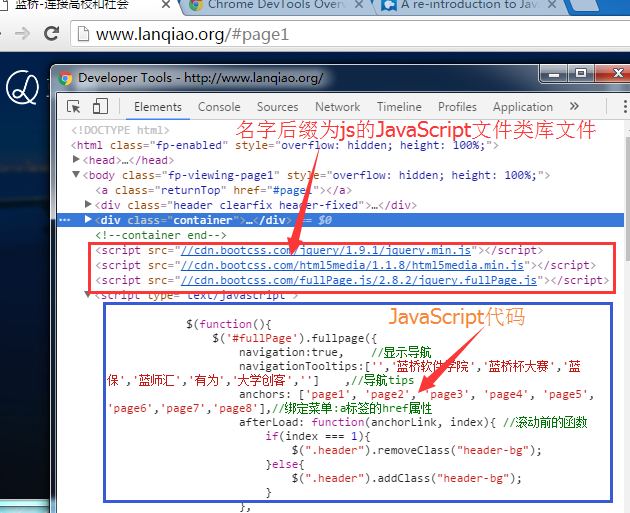 蓝桥-连接高校和社会
Chrome DevTools Overv
A re-introduction to Java
www.lanqiao.org/#page1
Developer Tools - http://www.lanqiao.org/
Elements Console Sources Network Timeline Profiles Application »
<!DOCTYPE html>
名字后缀为js的JavaScript文件类库文件
<html class="fp-enabled" style="overflow: hidden; height: 100%;">
<head>…</head>
<body class="fp-viewing-page1" style="overflow: hidden; height: 100%;">
<a class="returnTop" href="#page1"></a>
<div class="header clearfix header-fixed">…</div>
… <div class="container">…</div> == $0
<!--container end-->
<script src="//cdn.bootcss.com/jquery/1.9.1/jquery.min.js"></script>
<script src="//cdn.bootcss.com/html5media/1.1.8/html5media.min.js"></script>
<script src="//cdn.bootcss.com/fullPage.js/2.8.2/jquery.fullPage.js"></script>
<script type="text/javascript">
JavaScript代码
$(function(){
$('#fullPage').fullpage({
navigation:true, //显示导航
navigationTooltips:['','蓝桥软件学院','蓝桥杯大赛','蓝
保','蓝师汇','有为','大学创客',''] ,//导航tips
anchors: ['page1', 'page2', 'page3', 'page4', 'page5',
'page6','page7','page8'],//绑定菜单:a标签的href属性
afterLoad: function(anchorLink, index){ //滚动前的函数
if(index === 1){
$(".header").removeClass("header-bg");
}else{
$(".header").addClass("header-bg");
}
},